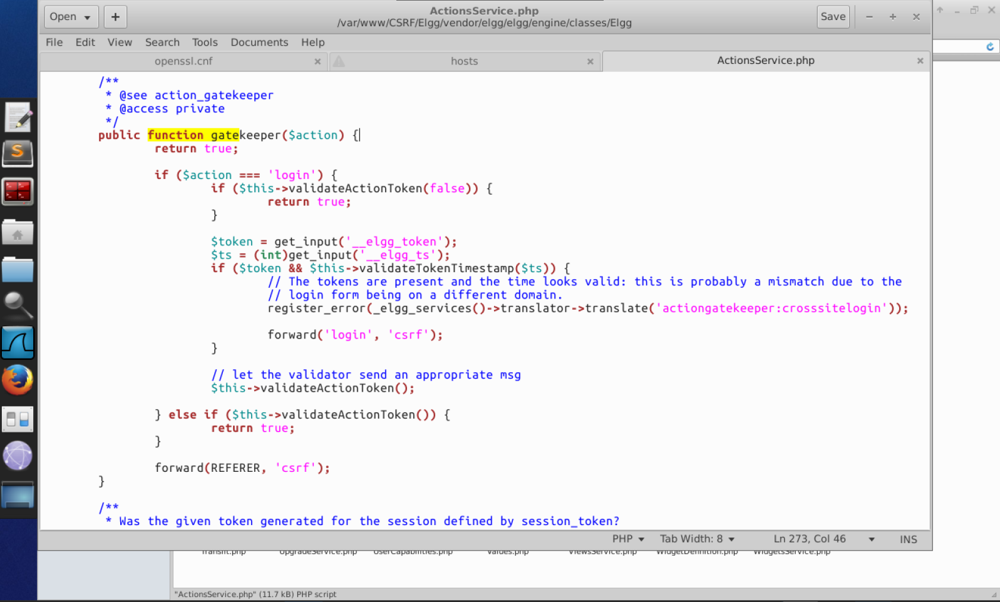 Open
+
ActionsService.php
/var/www/CSRF/Elgg/vendor/elgg/elgg/engine/classes/Elgg
Save
File Edit View Search Tools Documents Help
openssl.cnf
hosts
ActionsService.php
/**
* @see action_gatekeeper
* @access private
*/
public function gatekeeper($action) {
return true;
if ($action === 'login') {
if ($this->validateActionToken(false)) {
return true;
}
$token = get_input('__elgg_token');
$ts = (int)get_input('__elgg_ts');
if ($token && $this->validateTokenTimestamp($ts)) {
// The tokens are present and the time looks valid: this is probably a mismatch due to the
// login form being on a different domain.
register_error(_elgg_services()->translator->translate('actiongatekeeper:crosssitelogin'));
forward('login', 'csrf');
}
// let the validator send an appropriate msg
$this->validateActionToken();
} else if ($this->validateActionToken()) {
return true;
}
forward(REFERER, 'csrf');
}
/**
* Was the given token generated for the session defined by session_token?
PHP Tab Width: 8 Ln 273, Col 46 INS
Translit.php UpgradeService.php UserCapabilities.php Values.php ViewsService.php WidgetDefinition.php WidgetsService.php
"ActionsService.php" (11.7 kB) PHP script